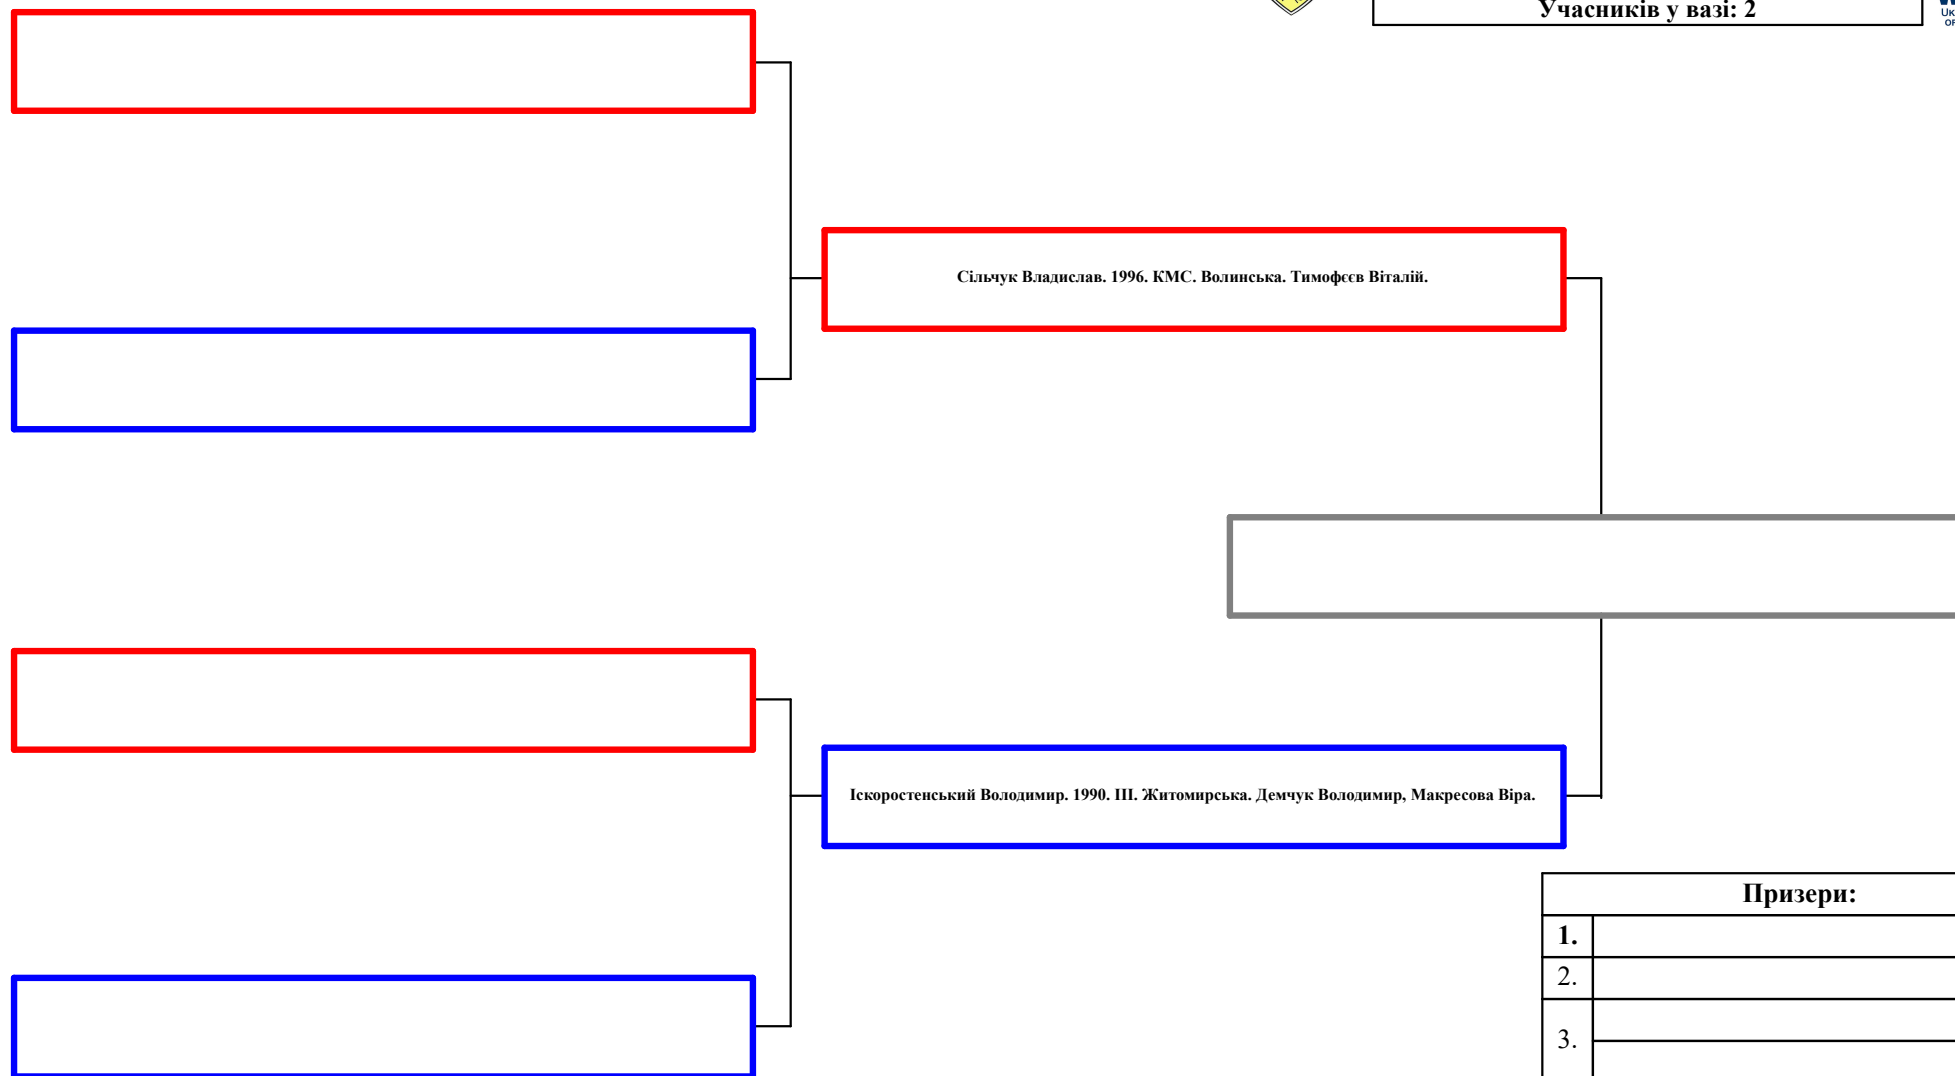 Учасників у вазі: 2
Сільчук Владислав. 1996. КМС. Волинська. Тимофєєв Віталій.
Іскоростенський Володимир. 1990. III. Житомирська. Демчук Володимир, Макресова Віра.
Призери:
1.
2.
3.